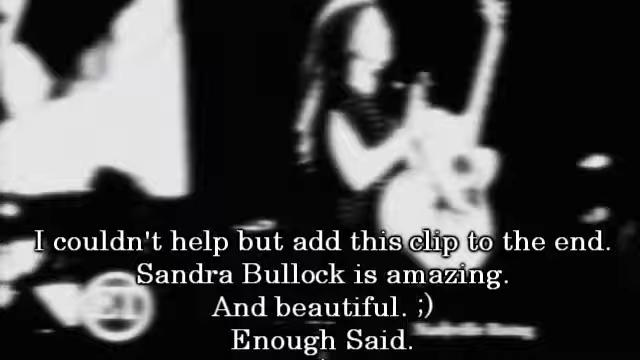 I couldn't help but add this clip to the end.
Sandra Bullock is amazing.
And beautiful. ;)
Enough Said.